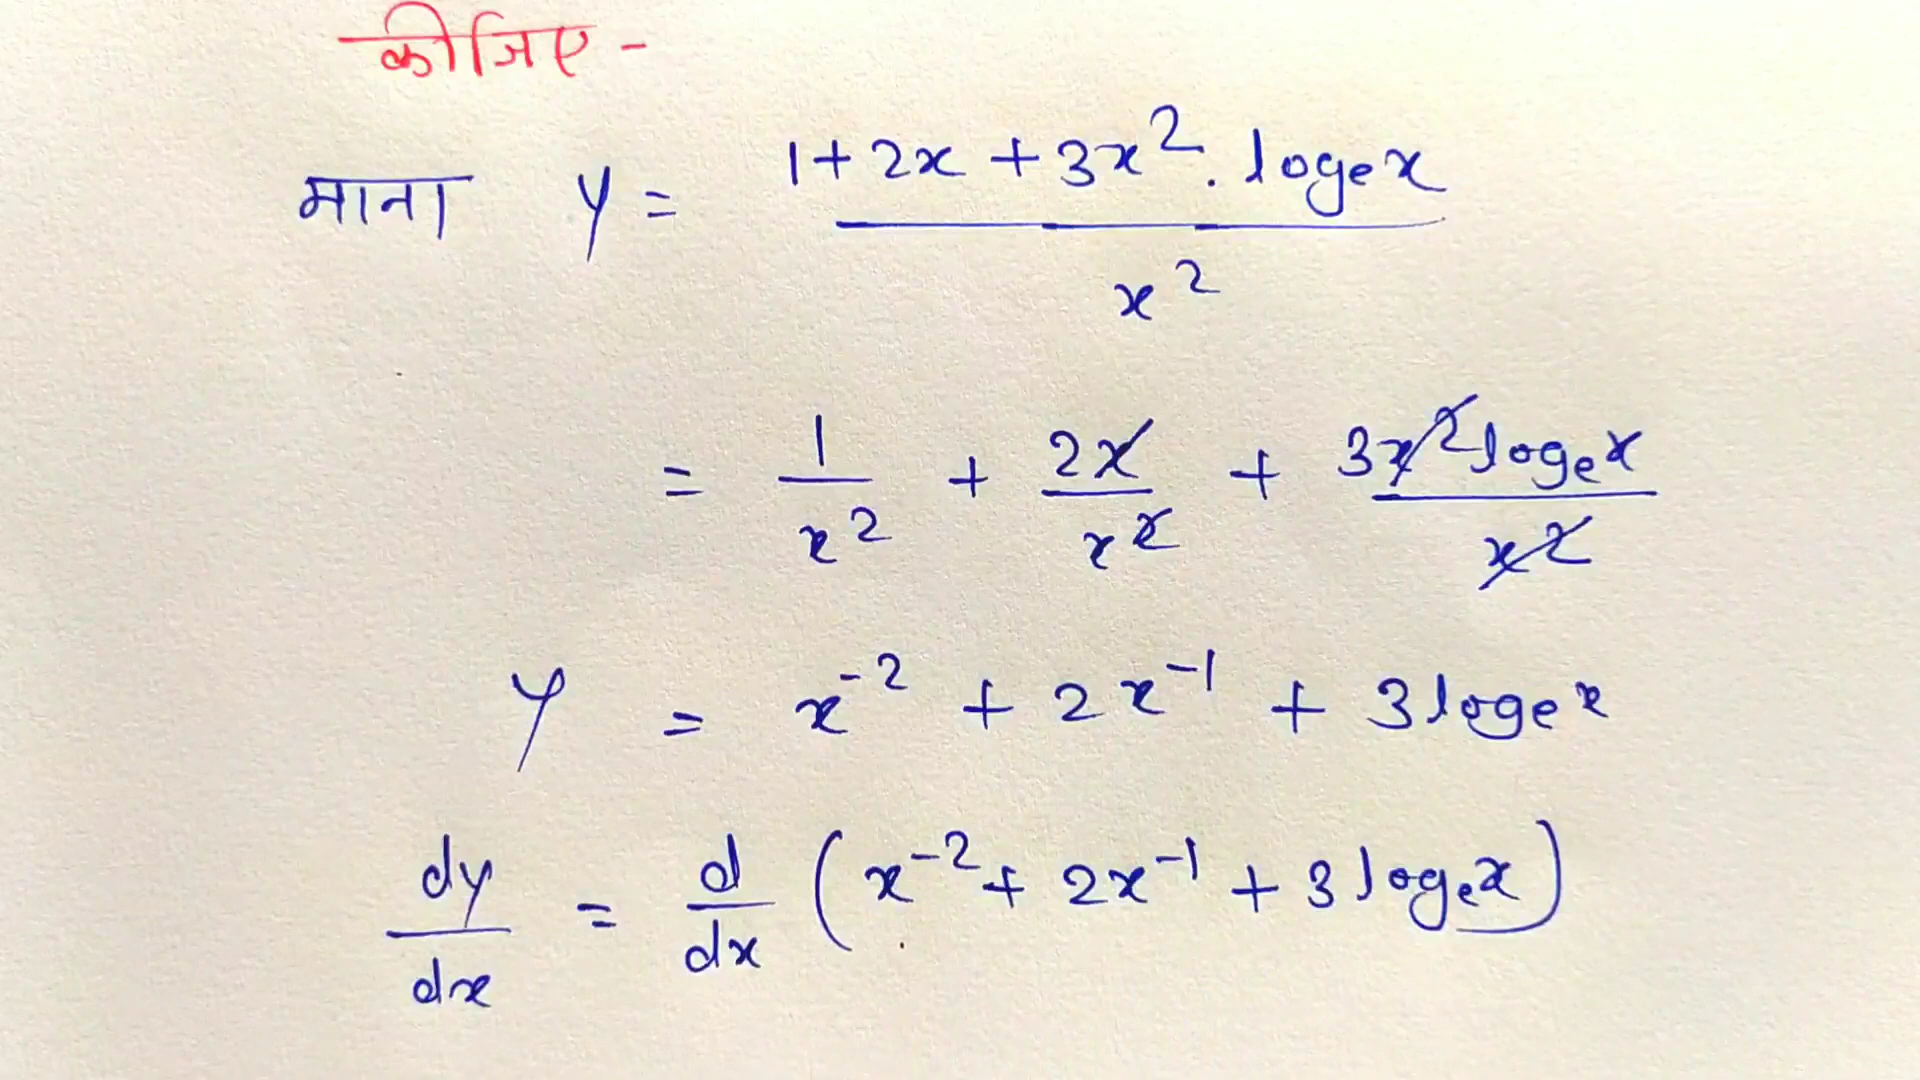 कीजिए -
माना y = (1 + 2x + 3x² . logₑx) / x²
= 1/x² + 2x/x² + 3x² logₑx / x²
y = x⁻² + 2x⁻¹ + 3 logₑx
dy/dx = d/dx (x⁻² + 2x⁻¹ + 3 logₑx)